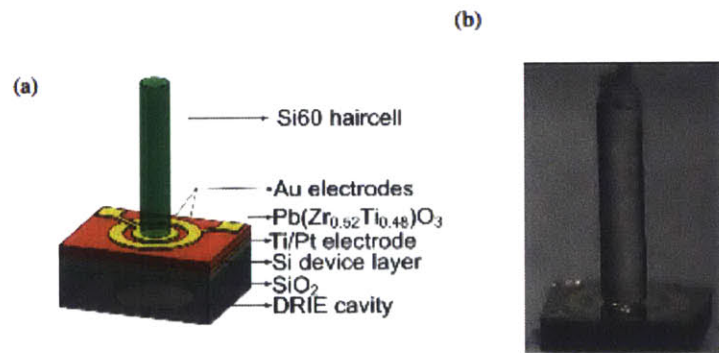 (b)
(a)
Si60 haircell
Au electrodes
Pb(Zr₀.₅₂Ti₀.₄₈)O₃
Ti/Pt electrode
Si device layer
SiO₂
DRIE cavity